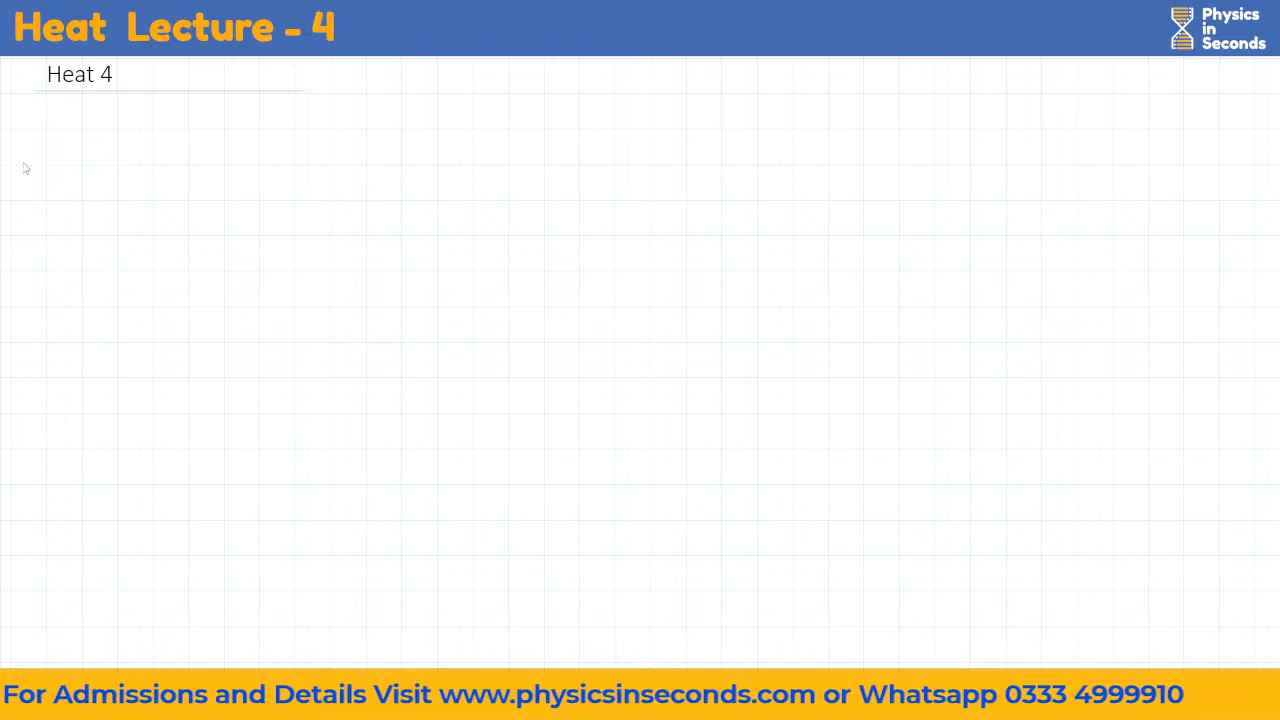 Heat Lecture - 4
Physics
in
Seconds
Heat 4
For Admissions and Details Visit www.physicsinseconds.com or Whatsapp 0333 4999910